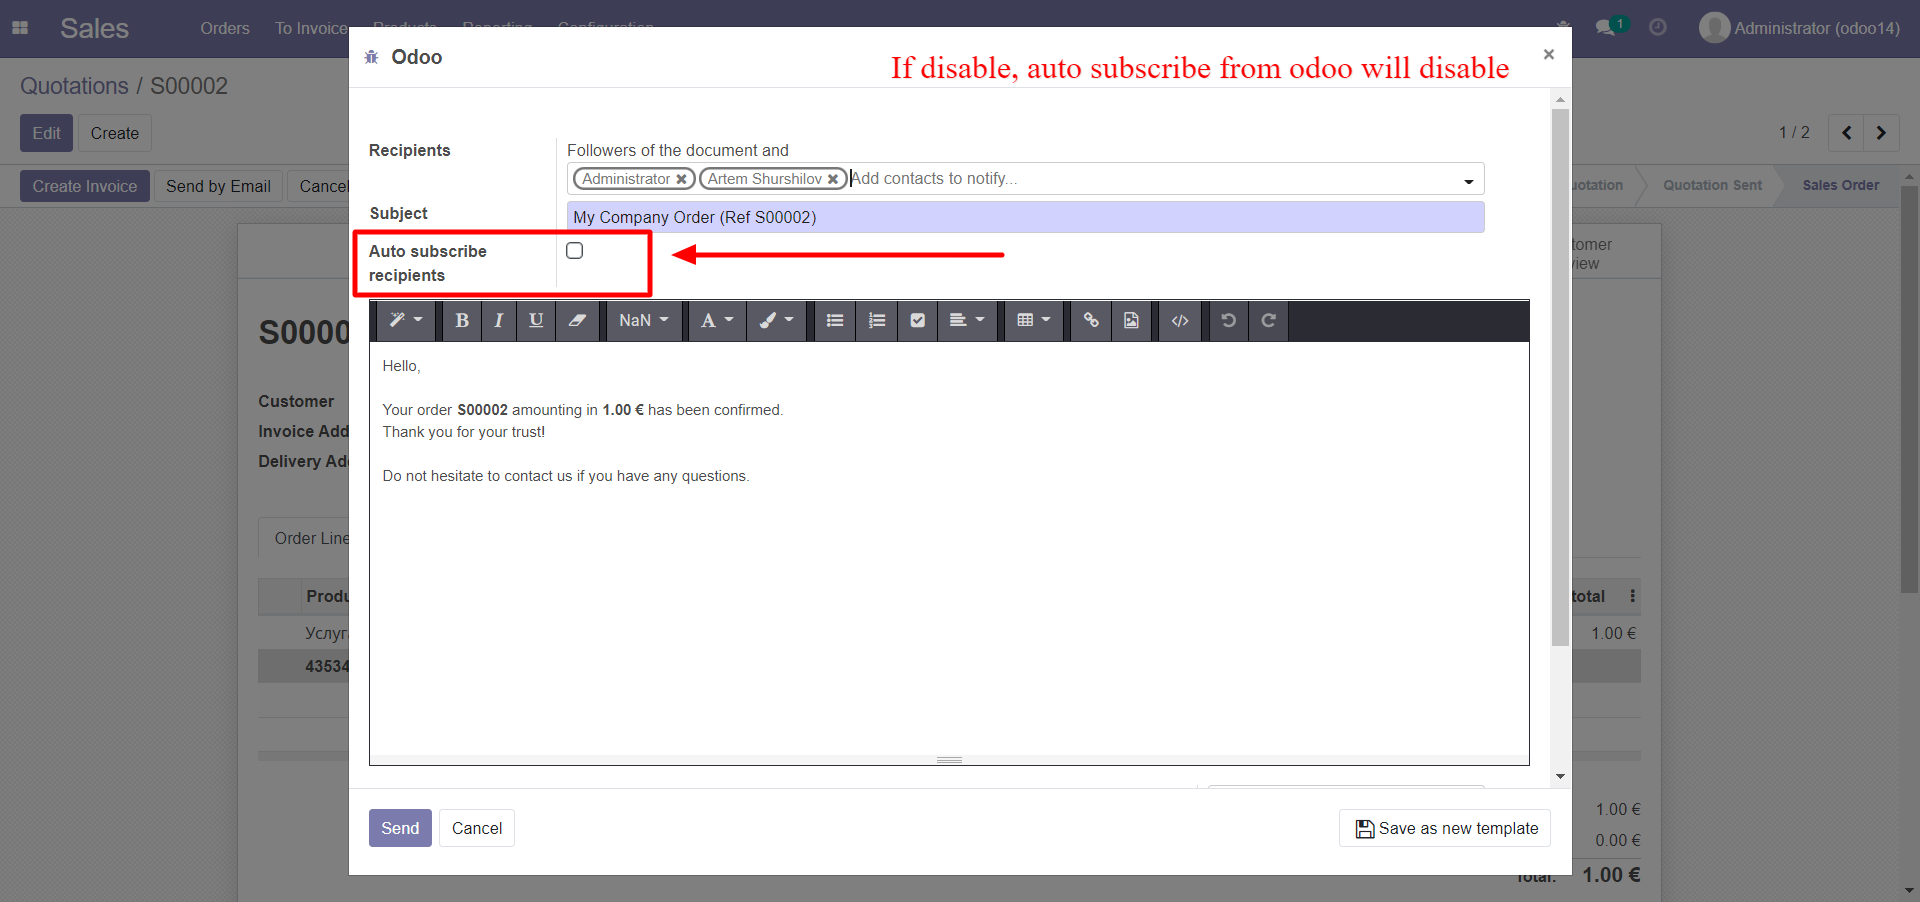 Sales
Orders
To Invoice
Products
Reporting
Configuration
1
Administrator (odoo14)
Odoo
If disable, auto subscribe from odoo will disable
×
Quotations / S00002
Edit
Create
1 / 2
Create Invoice
Send by Email
Cancel
uotation
Quotation Sent
Sales Order
Recipients
Followers of the document and
Administrator ✖
Artem Shurshilov ✖
Add contacts to notify...
Subject
My Company Order (Ref S00002)
tomer
iew
Auto subscribe
recipients
B
I
U
NaN
A
S0000
Hello,
Your order S00002 amounting in 1.00 € has been confirmed.
Thank you for your trust!
Do not hesitate to contact us if you have any questions.
Customer
Invoice Add
Delivery Add
Order Line
Produ
total
Услуг
1.00 €
43534
1.00 €
0.00 €
Total:
1.00 €
Send
Cancel
Save as new template